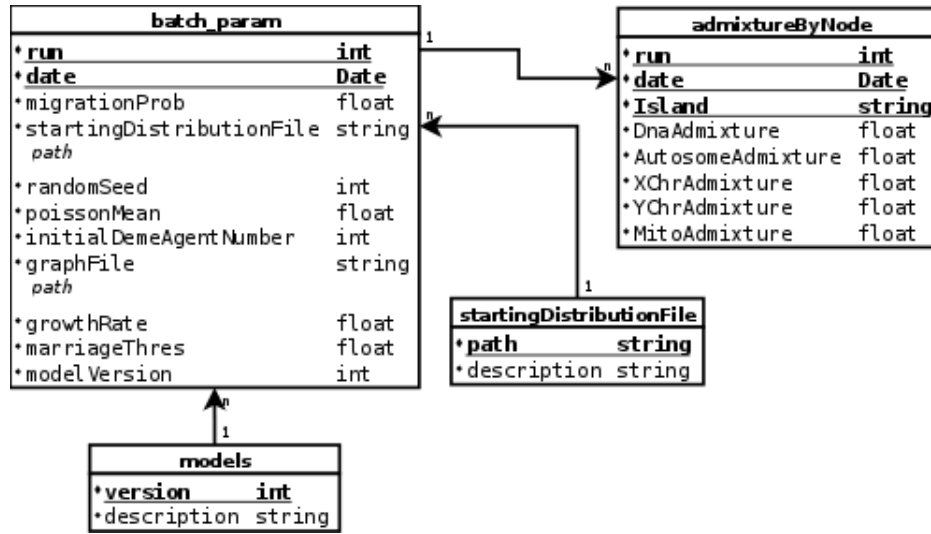 batch_param
run int
date Date
migrationProb float
startingDistributionFile string
path
randomSeed int
poissonMean float
initialDemeAgentNumber int
graphFile string
path
growthRate float
marriageThres float
modelVersion int
1
n
admixtureByNode
run int
date Date
Island string
DnaAdmixture float
AutosomeAdmixture float
XChrAdmixture float
YChrAdmixture float
MitoAdmixture float
n
1
startingDistributionFile
path string
description string
n
1
models
version int
description string